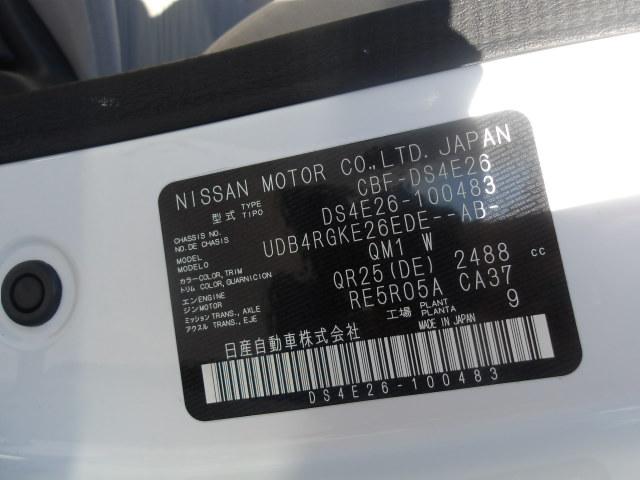 NISSAN MOTOR CO.,LTD. JAPAN
型式 TYPE TIPO CBF-DS4E26
CHASSIS NO. NO.DE CHASSIS DS4E26-100483
MODEL MODELO UDB4RGKE26EDE--AB-
カラー COLOR,TRIM トリム COLOR,GUARNICION QM1 W
エンジン ENGINE MOTOR QR25(DE) 2488 cc
ミッション TRANS., AXLE アクスル TRANS., EJE RE5R05A CA37
工場 PLANT PLANTA 9
日産自動車株式会社 MADE IN JAPAN
DS4E26-100483